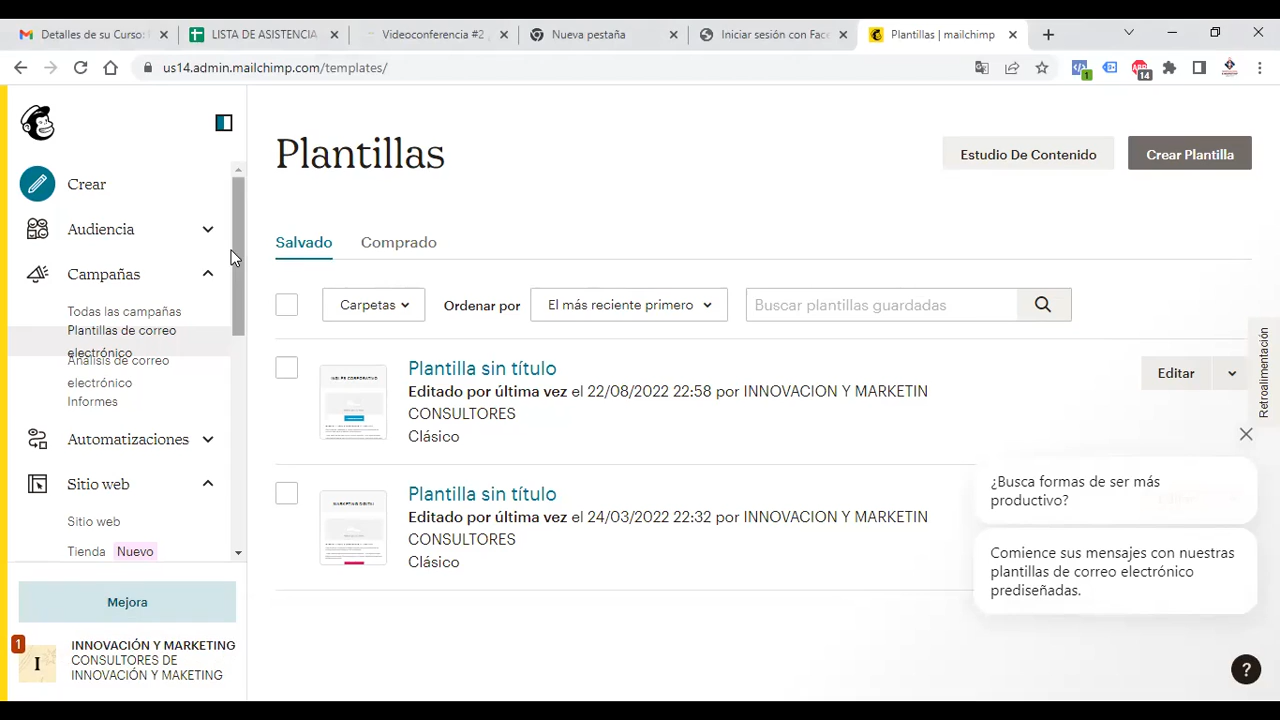 Detalles de su Curso:
LISTA DE ASISTENCIA
Videoconferencia #2
Nueva pestaña
Iniciar sesión con Face
Plantillas | mailchimp
us14.admin.mailchimp.com/templates/
1
14
Crear
Audiencia
Campañas
Todas las campañas
Plantillas de correo
electrónico
Análisis de correo
electrónico
Informes
Automatizaciones
Sitio web
Sitio web
Tienda Nuevo
Mejora
1
I
INNOVACIÓN Y MARKETING
CONSULTORES DE
INNOVACIÓN Y MAKETING
Plantillas
Estudio De Contenido
Crear Plantilla
Salvado
Comprado
Carpetas
Ordenar por
El más reciente primero
Buscar plantillas guardadas
Plantilla sin título
Editado por última vez el 22/08/2022 22:58 por INNOVACION Y MARKETIN
CONSULTORES
Clásico
Editar
Plantilla sin título
Editado por última vez el 24/03/2022 22:32 por INNOVACION Y MARKETIN
CONSULTORES
Clásico
Retroalimentación
¿Busca formas de ser más
productivo?
Comience sus mensajes con nuestras
plantillas de correo electrónico
prediseñadas.
?